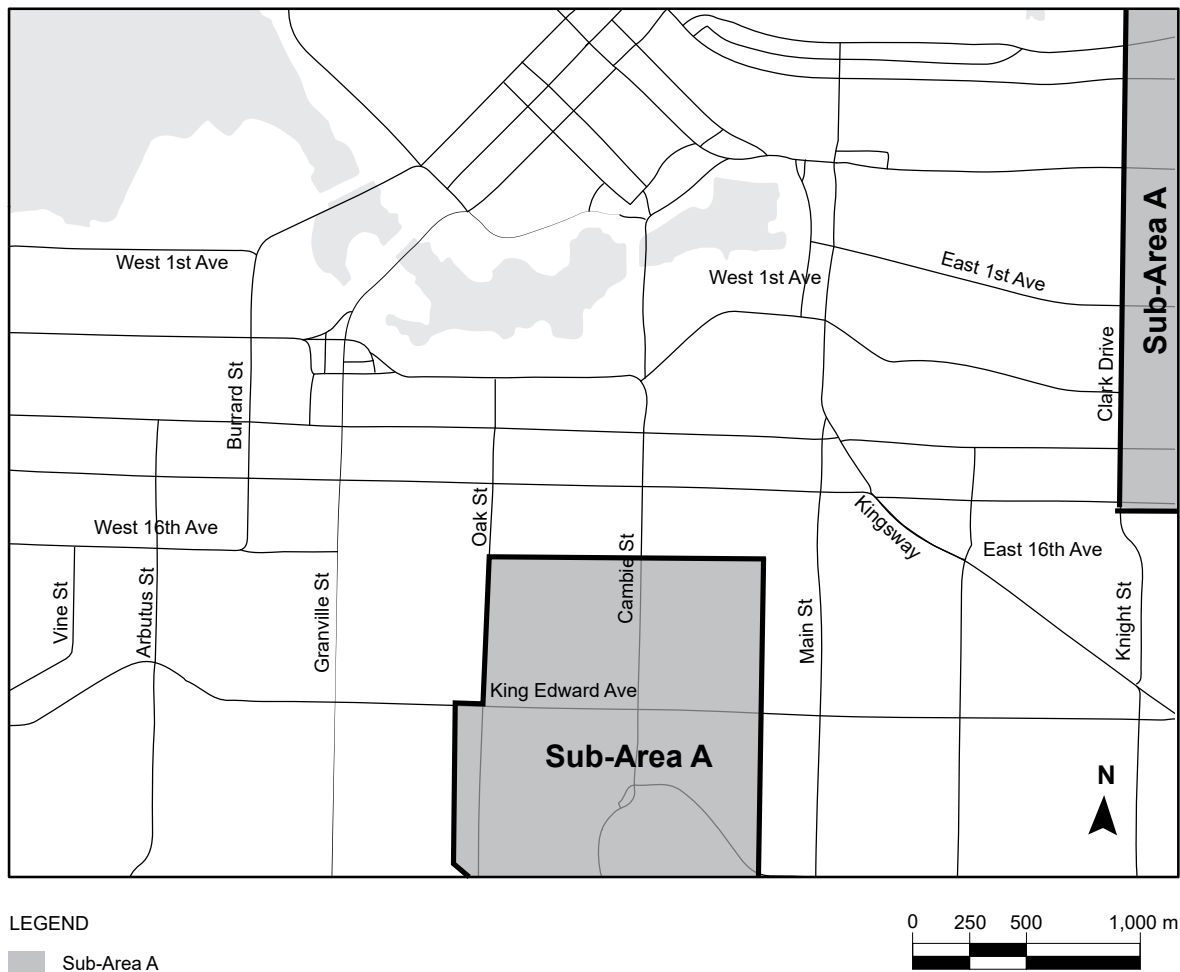 West 1st Ave
West 1st Ave
East 1st Ave
Sub-Area A
Clark Drive
Burrard St
Oak St
West 16th Ave
Kingsway
East 16th Ave
Cambie St
Vine St
Arbutus St
Granville St
Main St
Knight St
King Edward Ave
Sub-Area A
N
LEGEND
Sub-Area A
0 250 500 1,000 m